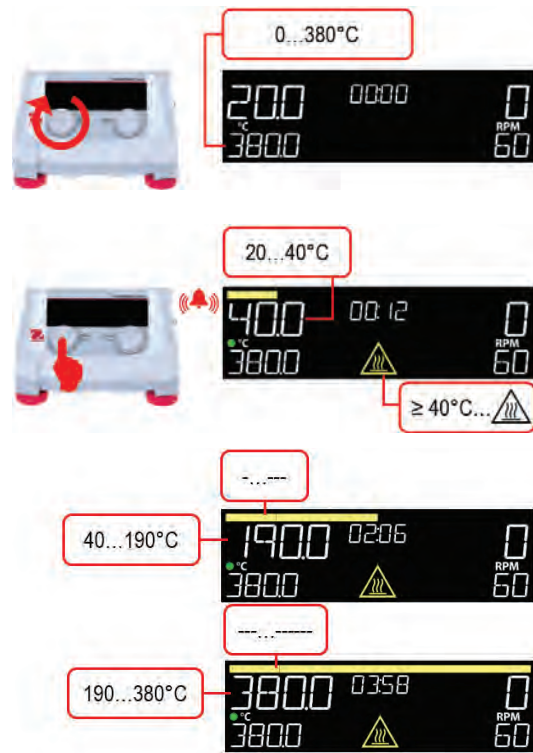 0...380°C
20.0 00:00 0
°C RPM
380.0 60
20...40°C
40.0 00:12 0
°C RPM
380.0 60
≥ 40°C...
-...---
40...190°C
190.0 02:06 0
°C RPM
380.0 60
---...------
190...380°C
380.0 03:58 0
°C RPM
380.0 60